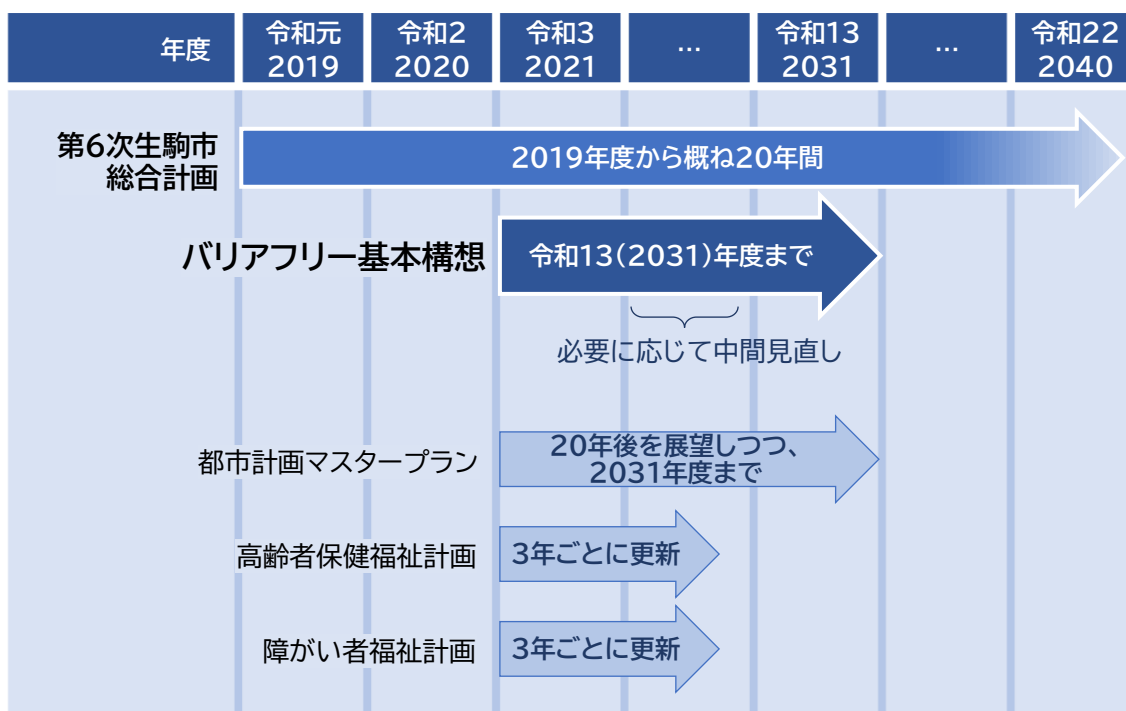 年度
令和元
2019
令和2
2020
令和3
2021
…
令和13
2031
…
令和22
2040
第6次生駒市
総合計画
2019年度から概ね20年間
バリアフリー基本構想
令和13(2031)年度まで
必要に応じて中間見直し
都市計画マスタープラン
20年後を展望しつつ、
2031年度まで
高齢者保健福祉計画
3年ごとに更新
障がい者福祉計画
3年ごとに更新